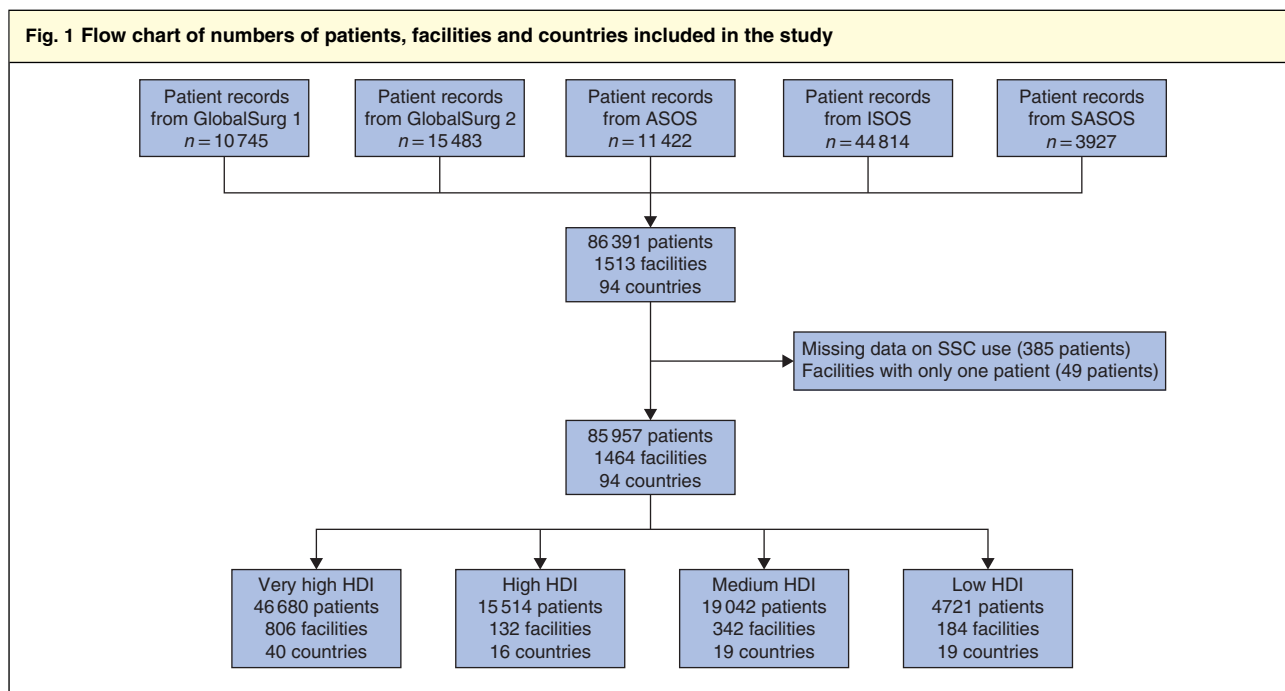 Fig. 1 Flow chart of numbers of patients, facilities and countries included in the study
Patient records
from GlobalSurg 1
n = 10 745
Patient records
from GlobalSurg 2
n = 15 483
Patient records
from ASOS
n = 11 422
Patient records
from ISOS
n = 44 814
Patient records
from SASOS
n = 3927
86 391 patients
1513 facilities
94 countries
Missing data on SSC use (385 patients)
Facilities with only one patient (49 patients)
85 957 patients
1464 facilities
94 countries
Very high HDI
46 680 patients
806 facilities
40 countries
High HDI
15 514 patients
132 facilities
16 countries
Medium HDI
19 042 patients
342 facilities
19 countries
Low HDI
4721 patients
184 facilities
19 countries